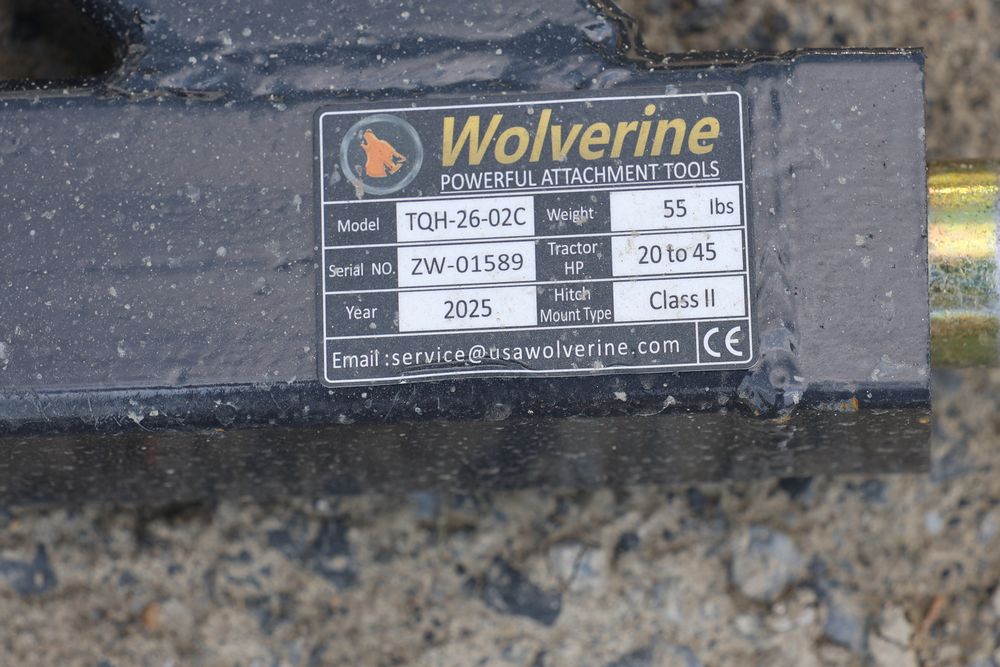 Wolverine
POWERFUL ATTACHMENT TOOLS
Model TQH-26-02C Weight 55 lbs
Serial NO. ZW-01589 Tractor HP 20 to 45
Year 2025 Hitch Mount Type Class II
Email :service@usawolverine.com CE